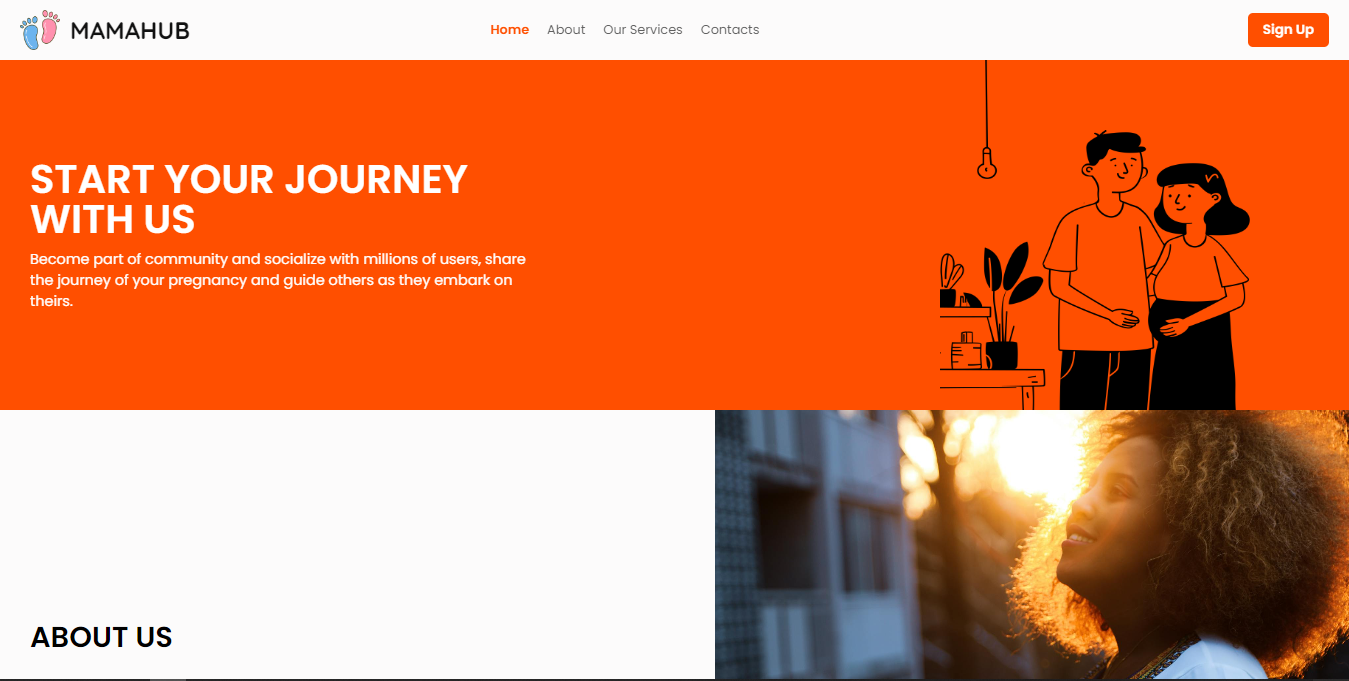 MAMAHUB
Home
About
Our Services
Contacts
Sign Up
START YOUR JOURNEY
WITH US
Become part of community and socialize with millions of users, share
the journey of your pregnancy and guide others as they embark on
theirs.
ABOUT US